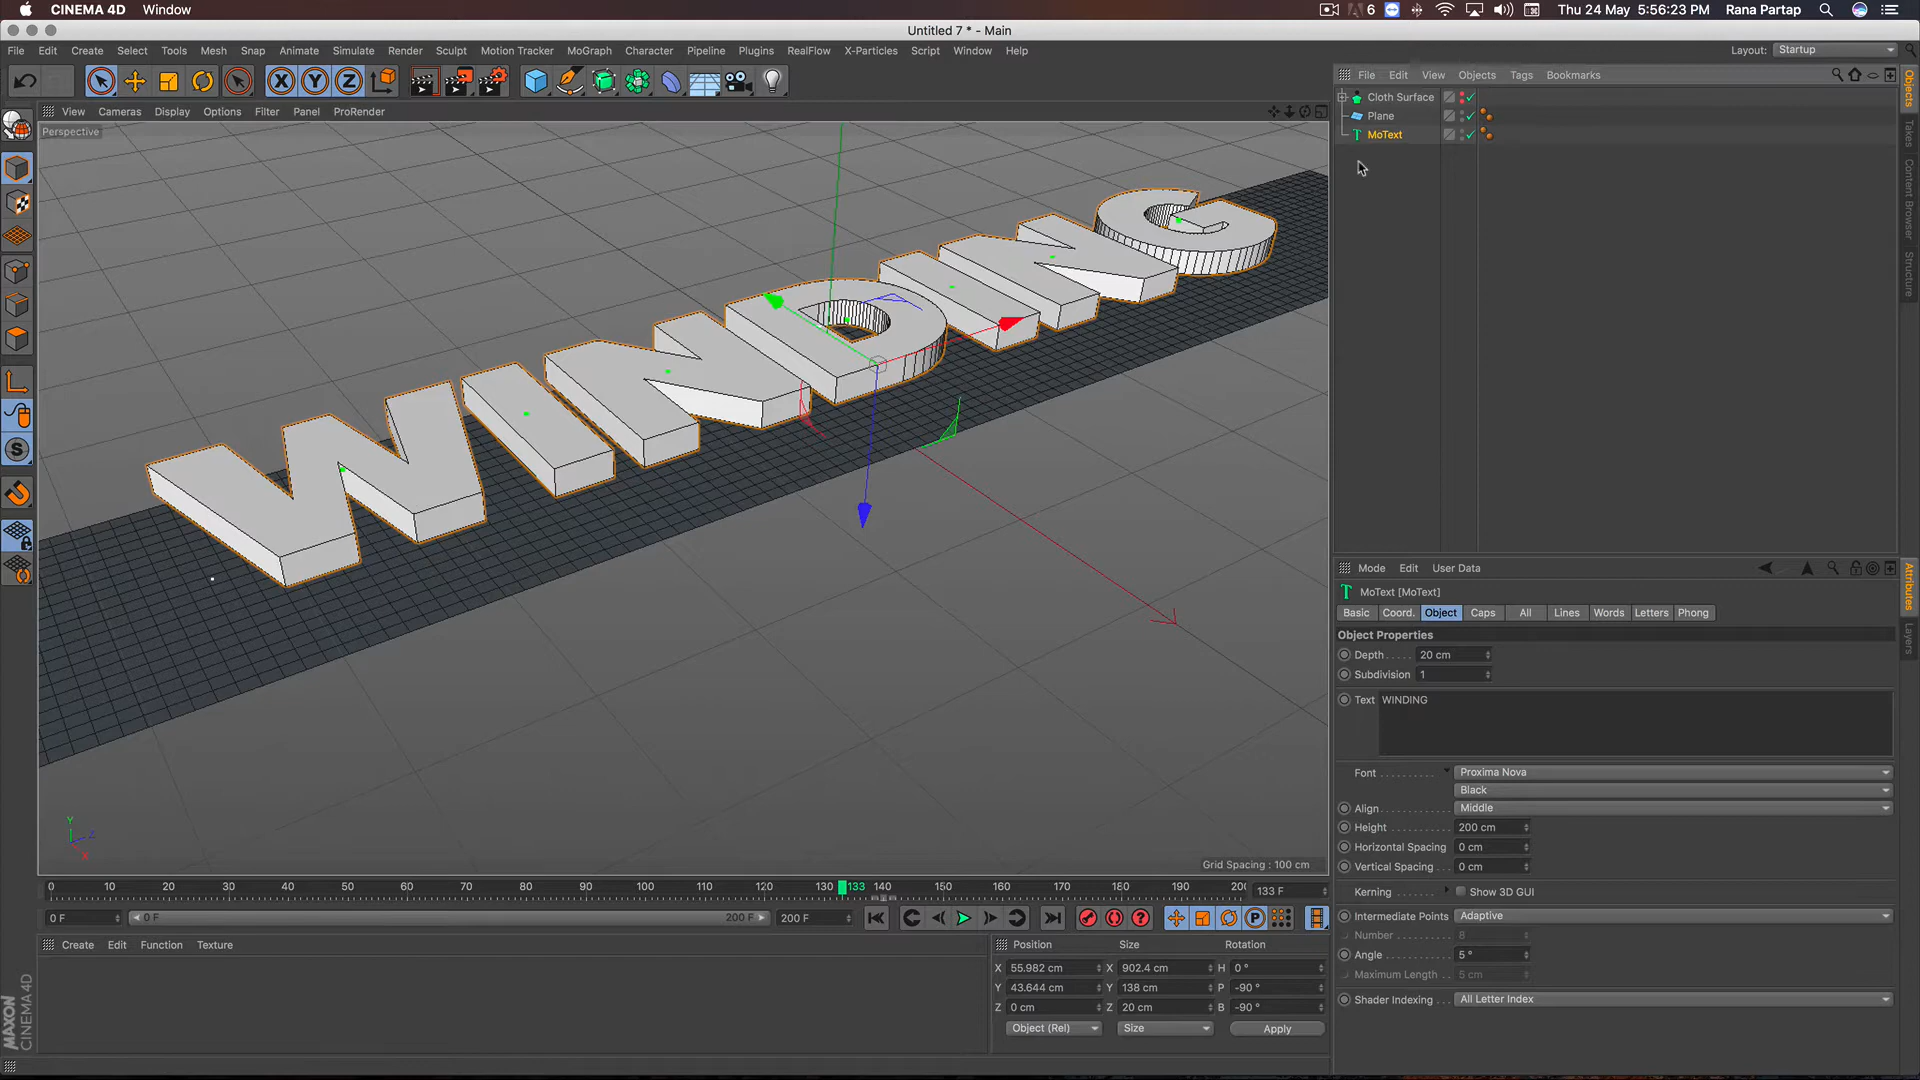 CINEMA 4D Window 6 Thu 24 May 5:56:23 PM Rana Partap
Untitled 7 * - Main
File Edit Create Select Tools Mesh Snap Animate Simulate Render Sculpt Motion Tracker MoGraph Character Pipeline Plugins RealFlow X-Particles Script Window Help Layout: Startup
File Edit View Objects Tags Bookmarks
View Cameras Display Options Filter Panel ProRender
Perspective
Cloth Surface
Plane
MoText
Objects
Takes
Content Browser
Structure
WINDING
Grid Spacing : 100 cm
Mode Edit User Data
MoText [MoText]
Basic Coord. Object Caps All Lines Words Letters Phong
Object Properties
Depth 20 cm
Subdivision 1
Text WINDING
Font Proxima Nova
Black
Align Middle
Height 200 cm
Horizontal Spacing 0 cm
Vertical Spacing 0 cm
Kerning Show 3D GUI
Intermediate Points Adaptive
Number 8
Angle 5 °
Maximum Length 5 cm
Shader Indexing All Letter Index
Attributes
Layers
Y
Z
X
0 10 20 30 40 50 60 70 80 90 100 110 120 130 133 140 150 160 170 180 190 200 133 F
0 F 0 F 200 F 200 F
Create Edit Function Texture
Position Size Rotation
X 55.982 cm X 902.4 cm H 0 °
Y 43.644 cm Y 138 cm P -90 °
Z 0 cm Z 20 cm B -90 °
Object (Rel) Size Apply
MAXON
CINEMA 4D